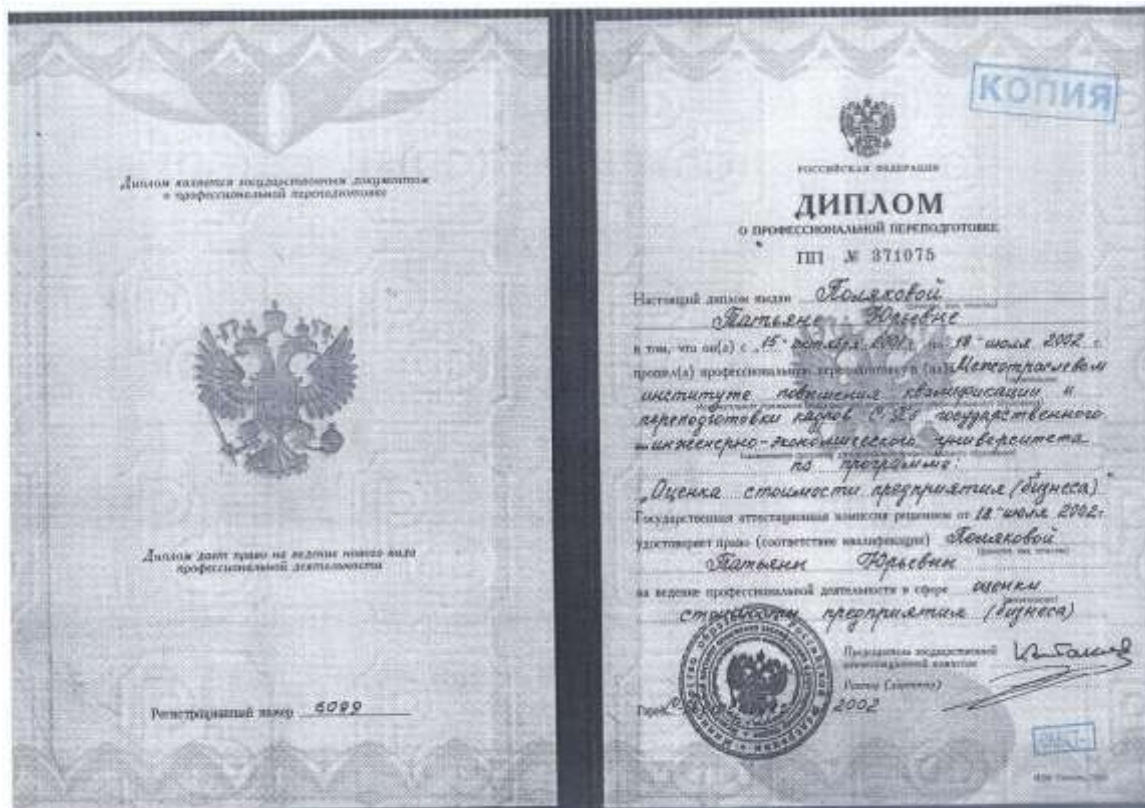 Диплом является государственным документом
о профессиональной переподготовке
Диплом дает право на ведение нового вида
профессиональной деятельности
Регистрационный номер 6099
КОПИЯ
РОССИЙСКАЯ ФЕДЕРАЦИЯ
ДИПЛОМ
О ПРОФЕССИОНАЛЬНОЙ ПЕРЕПОДГОТОВКЕ
ПП № 371075
Настоящий диплом выдан Поляковой
Татьяне Юрьевне
в том, что он(а) с „15“ октября 2001 г. по „18“ июля 2002 г.
прошел(а) профессиональную переподготовку в (на) Межотраслевом
институте повышения квалификации и
переподготовки кадров С.-Пб государственного
инженерно-экономического университета
по программе:
„Оценка стоимости предприятия (бизнеса)“
Государственная аттестационная комиссия решением от 18 июля 2002г
удостоверяет право (соответствие квалификации) Поляковой
Татьяны Юрьевны
на ведение профессиональной деятельности в сфере оценки
стоимости предприятия (бизнеса)
Председатель государственной
аттестационной комиссии
Ректор (директор)
Город 2002